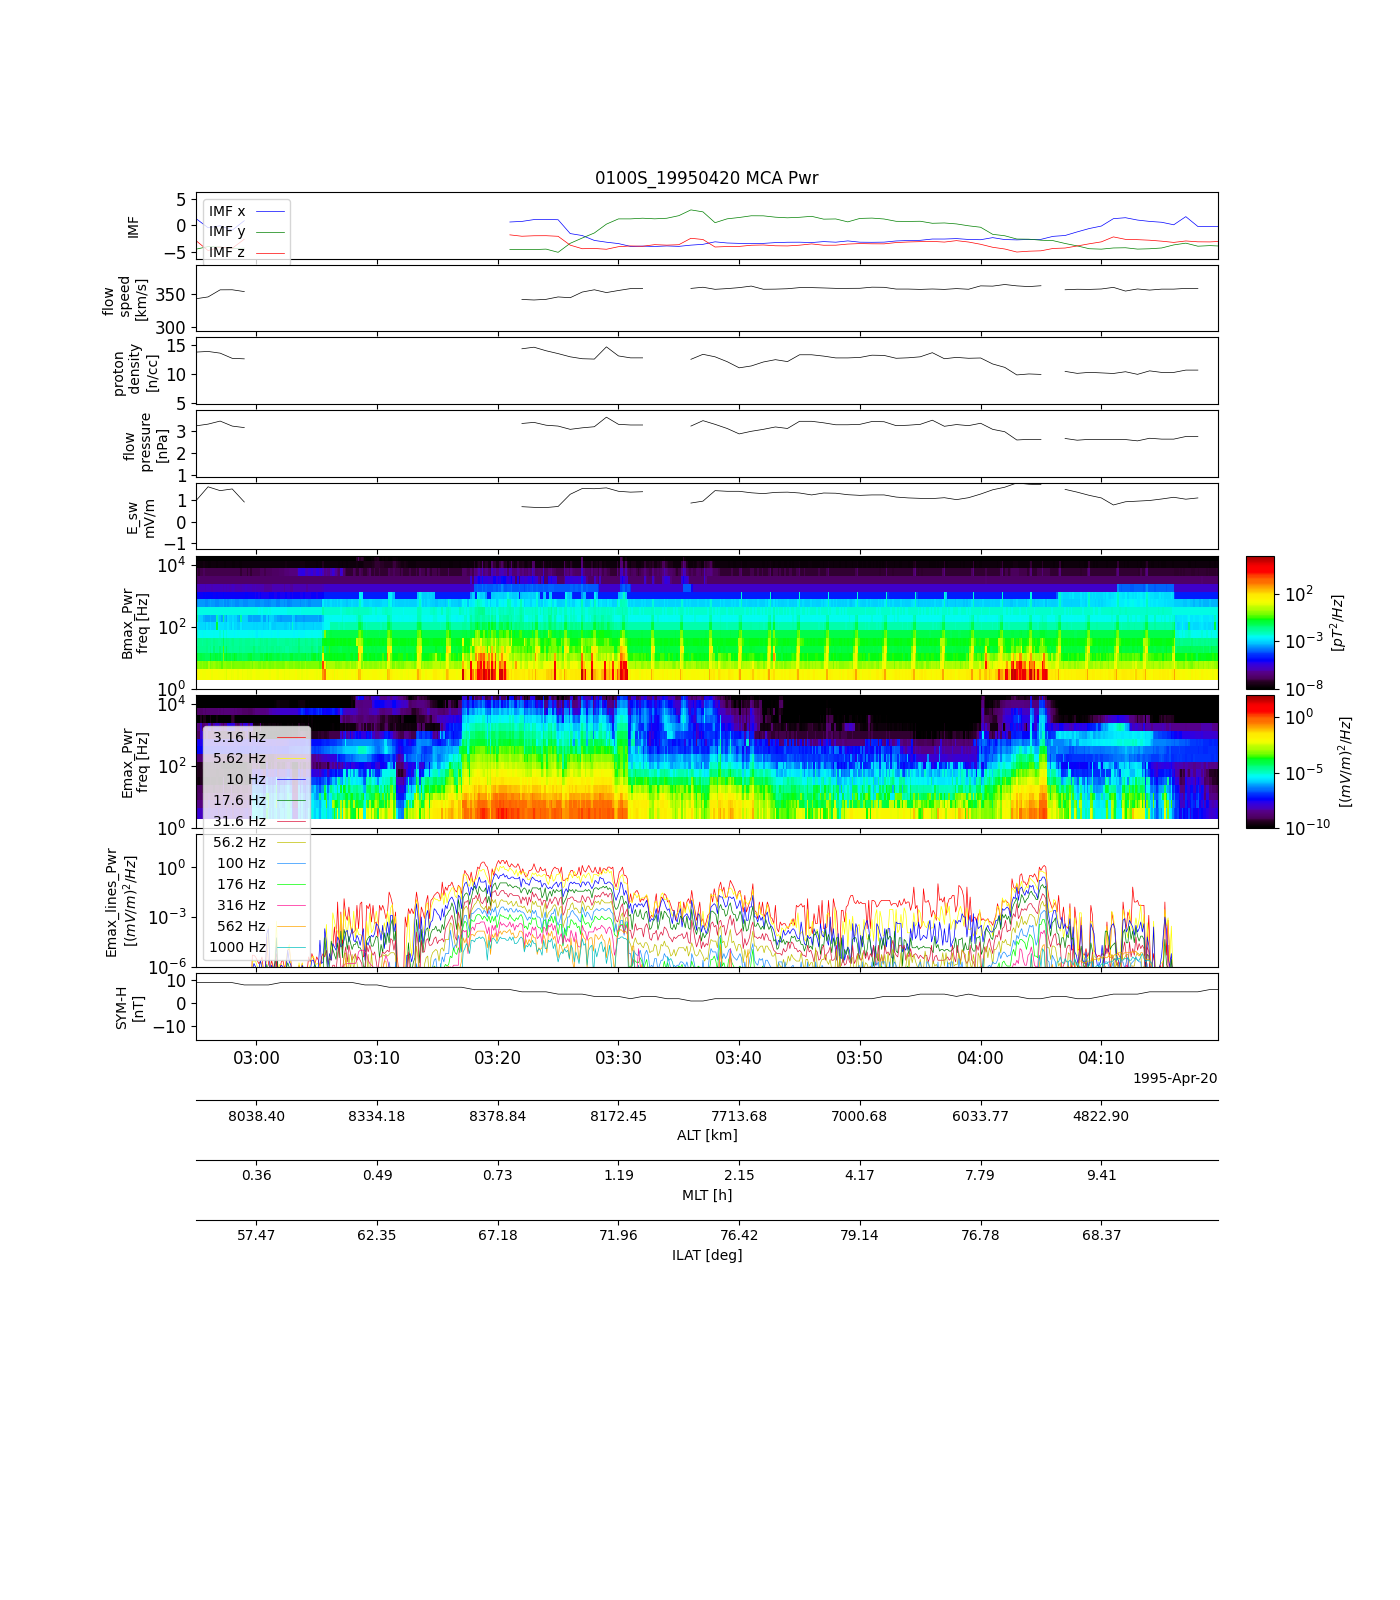 0100S_19950420 MCA Pwr
IMF
5
0
−5
IMF x
IMF y
IMF z
flow
speed
[km/s]
350
300
proton
density
[n/cc]
15
10
5
flow
pressure
[nPa]
3
2
1
E_sw
mV/m
1
0
−1
Bmax_Pwr
freq [Hz]
10^4
10^2
10^0
10^2
10^−3
10^−8
[pT^2/Hz]
Emax_Pwr
freq [Hz]
10^4
10^2
10^0
10^0
10^−5
10^−10
[(mV/m)^2/Hz]
3.16 Hz
5.62 Hz
10 Hz
17.6 Hz
31.6 Hz
56.2 Hz
100 Hz
176 Hz
316 Hz
562 Hz
1000 Hz
Emax_lines_Pwr
[(mV/m)^2/Hz]
10^0
10^−3
10^−6
SYM-H
[nT]
10
0
−10
03:00 03:10 03:20 03:30 03:40 03:50 04:00 04:10
1995-Apr-20
8038.40 8334.18 8378.84 8172.45 7713.68 7000.68 6033.77 4822.90
ALT [km]
0.36 0.49 0.73 1.19 2.15 4.17 7.79 9.41
MLT [h]
57.47 62.35 67.18 71.96 76.42 79.14 76.78 68.37
ILAT [deg]